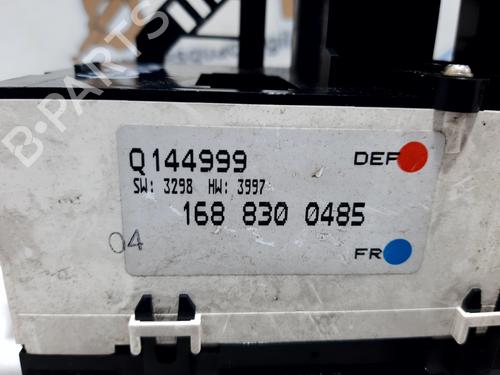 B-PARTS
Q144999
DEF
SW: 3298 HW: 3997
168 830 0485
04
FR